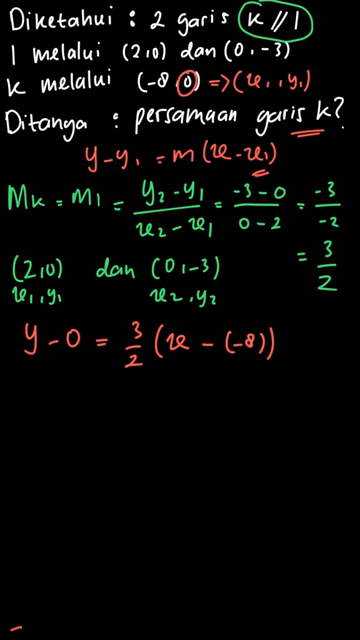 Diketahui : 2 garis k // l
l melalui (2,0) dan (0,-3)
k melalui (-8,0) => (x₁, y₁)
Ditanya : persamaan garis k?
y - y₁ = m (x - x₁)
Mk = Ml = y₂ - y₁ / x₂ - x₁ = -3 - 0 / 0 - 2 = -3 / -2
= 3 / 2
(2,0) dan (0,-3)
x₁, y₁ x₂, y₂
y - 0 = 3/2 (x - (-8))